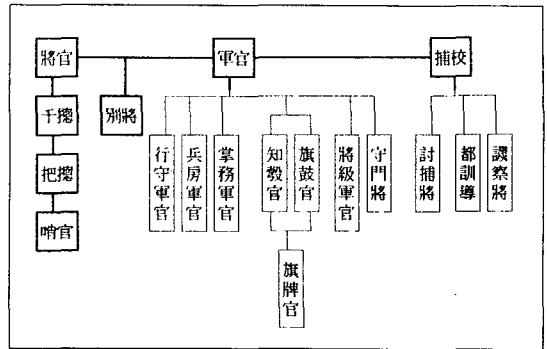 將官
軍官
捕校
千摠
別將
把摠
哨官
行守軍官
兵房軍官
掌務軍官
知彀官
旗鼓官
將級軍官
守門將
討捕將
都訓導
譏察將
旗牌官